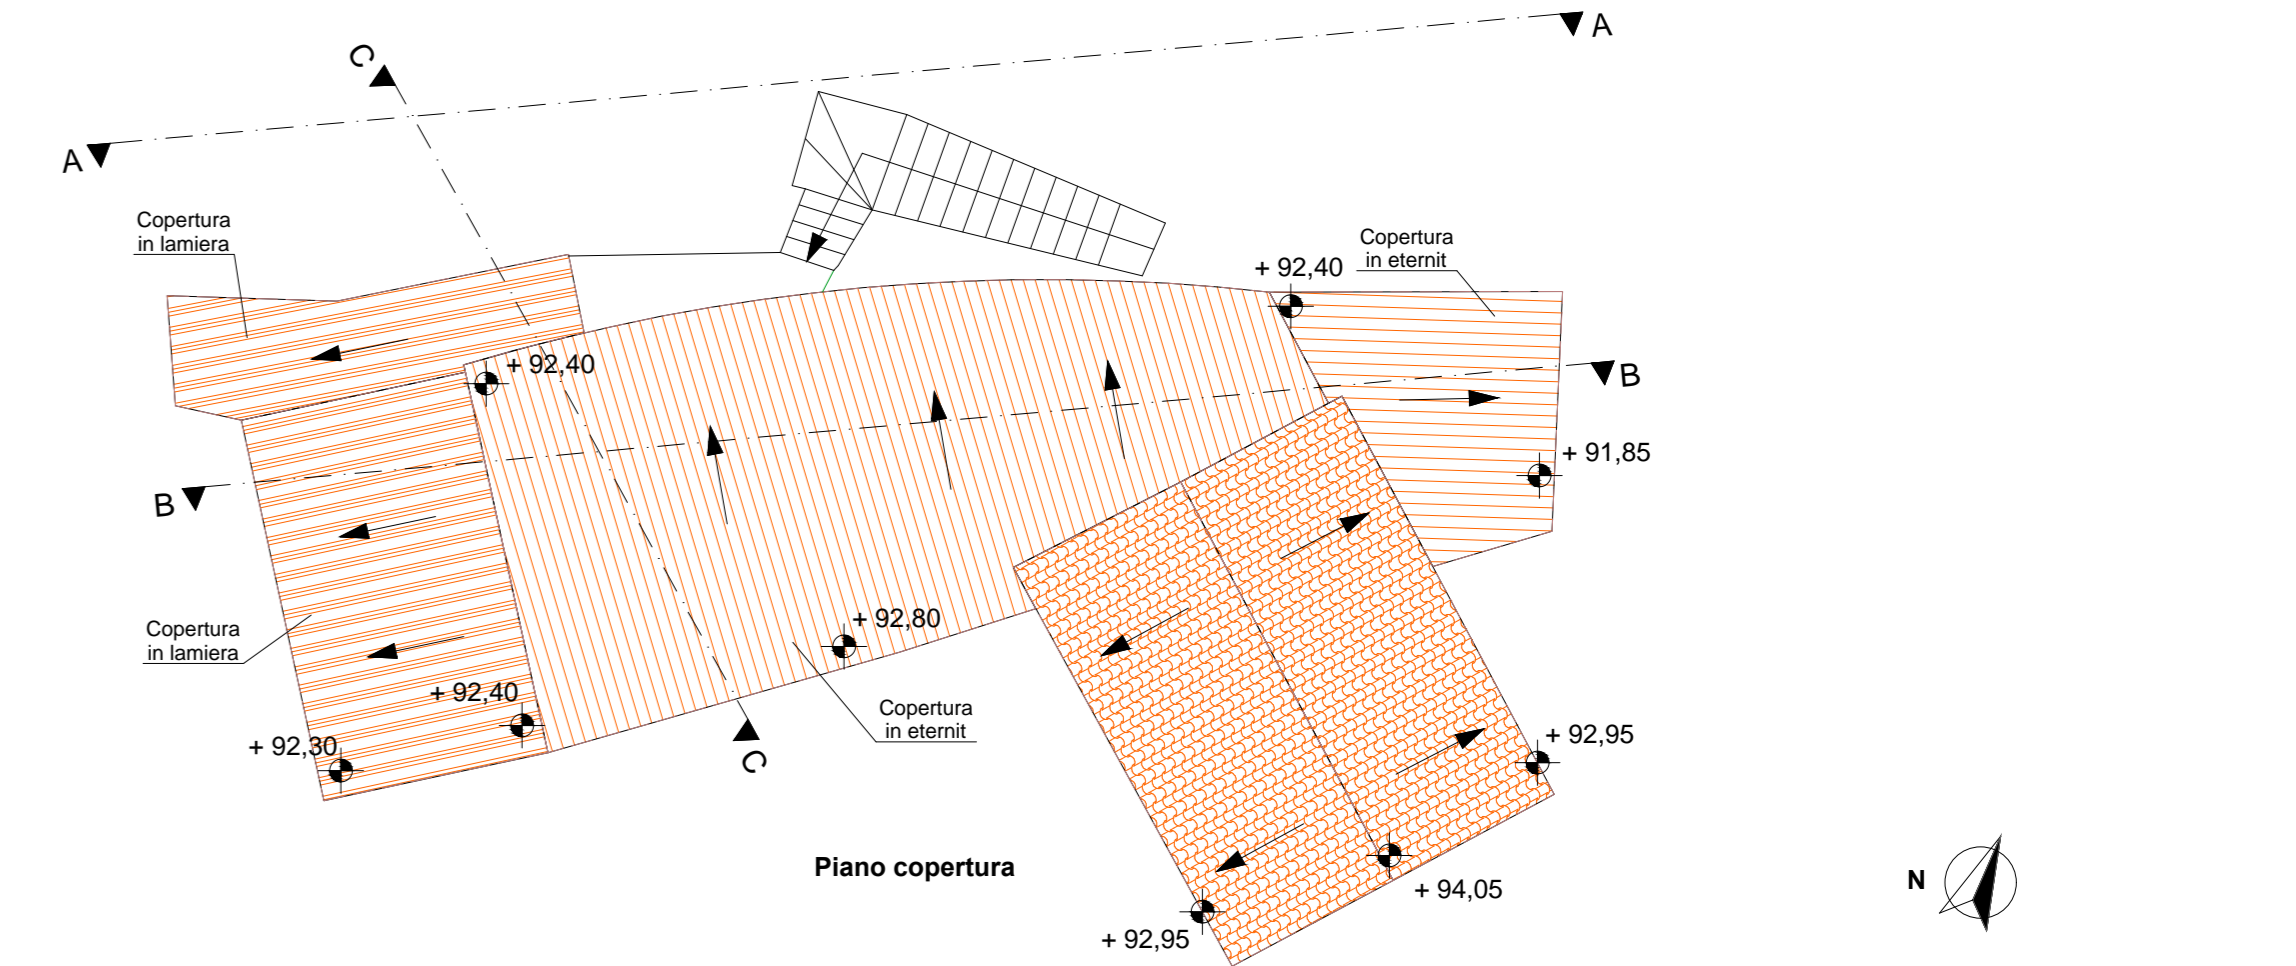 A
C
A
Copertura
in lamiera
Copertura
in eternit
+ 92,40
+ 92,40
B
+ 91,85
B
+ 92,80
Copertura
in lamiera
+ 92,40
Copertura
in eternit
+ 92,30
C
+ 92,95
Piano copertura
+ 94,05
N
+ 92,95